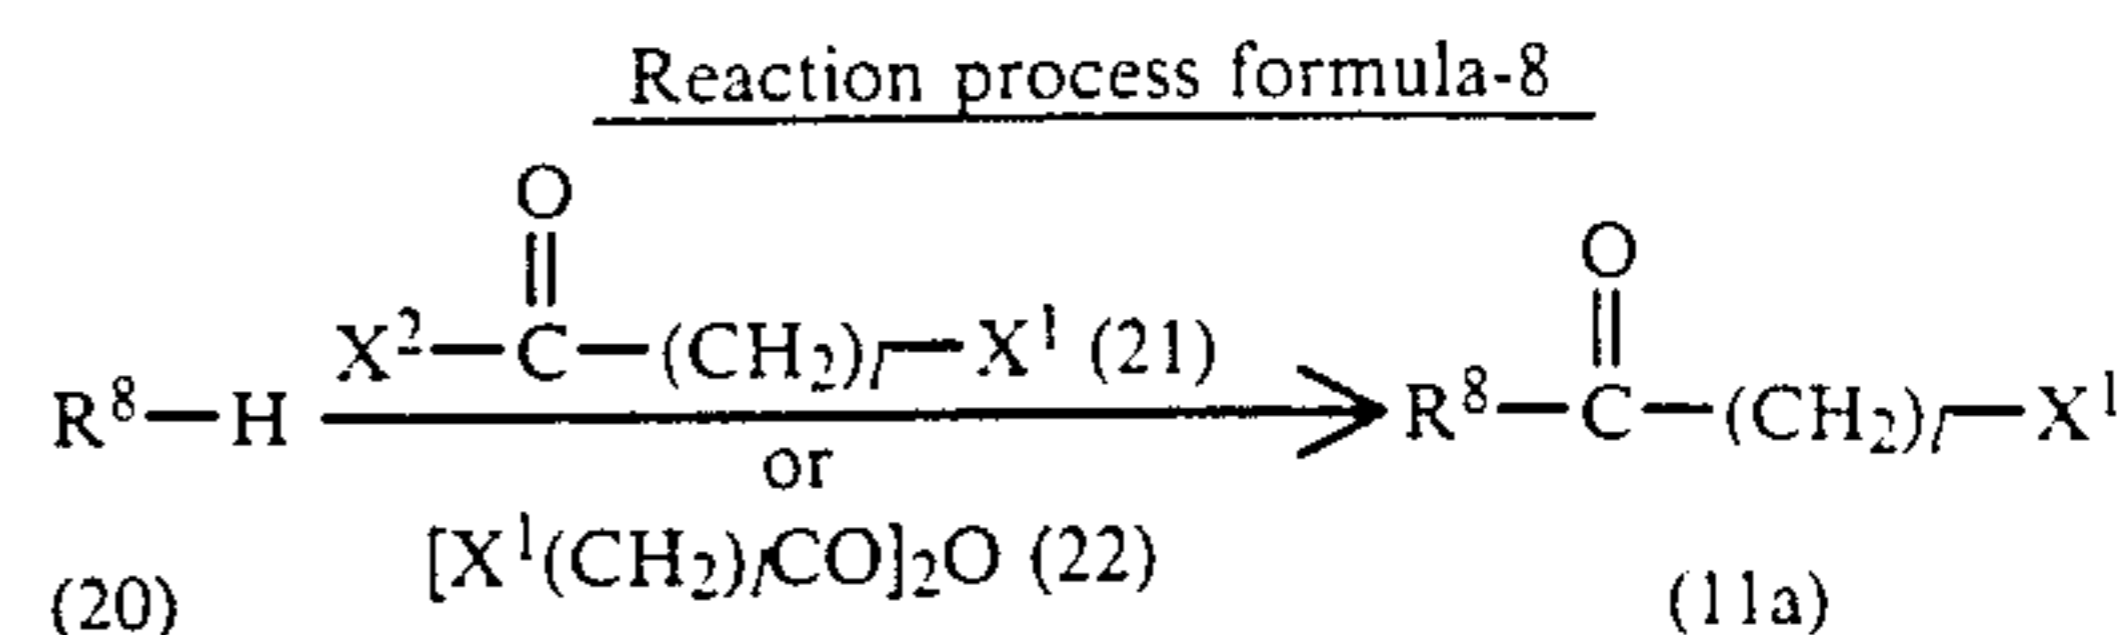 Reaction process formula-8
O
X²—C—(CH₂)l—X¹ (21)
O
R⁸—H
R⁸—C—(CH₂)l—X¹
or
[X¹(CH₂)lCO]₂O (22)
(20)
(11a)